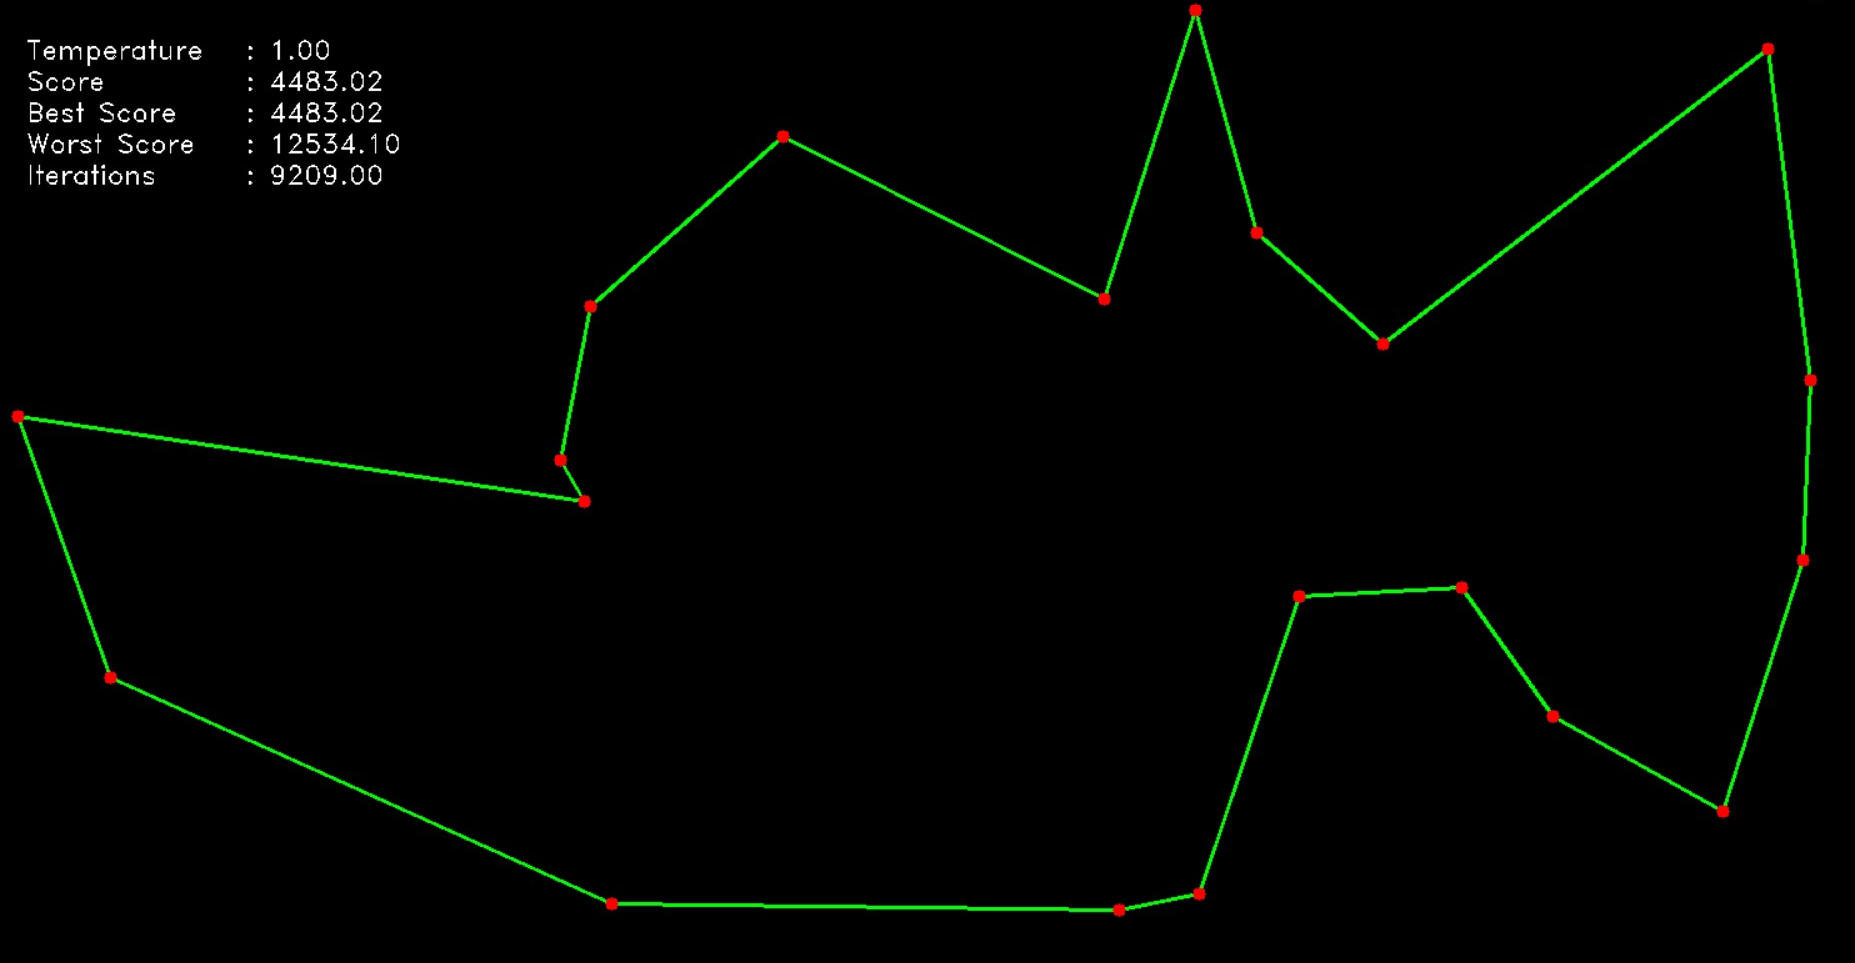 Temperature : 1.00
Score : 4483.02
Best Score : 4483.02
Worst Score : 12534.10
Iterations : 9209.00